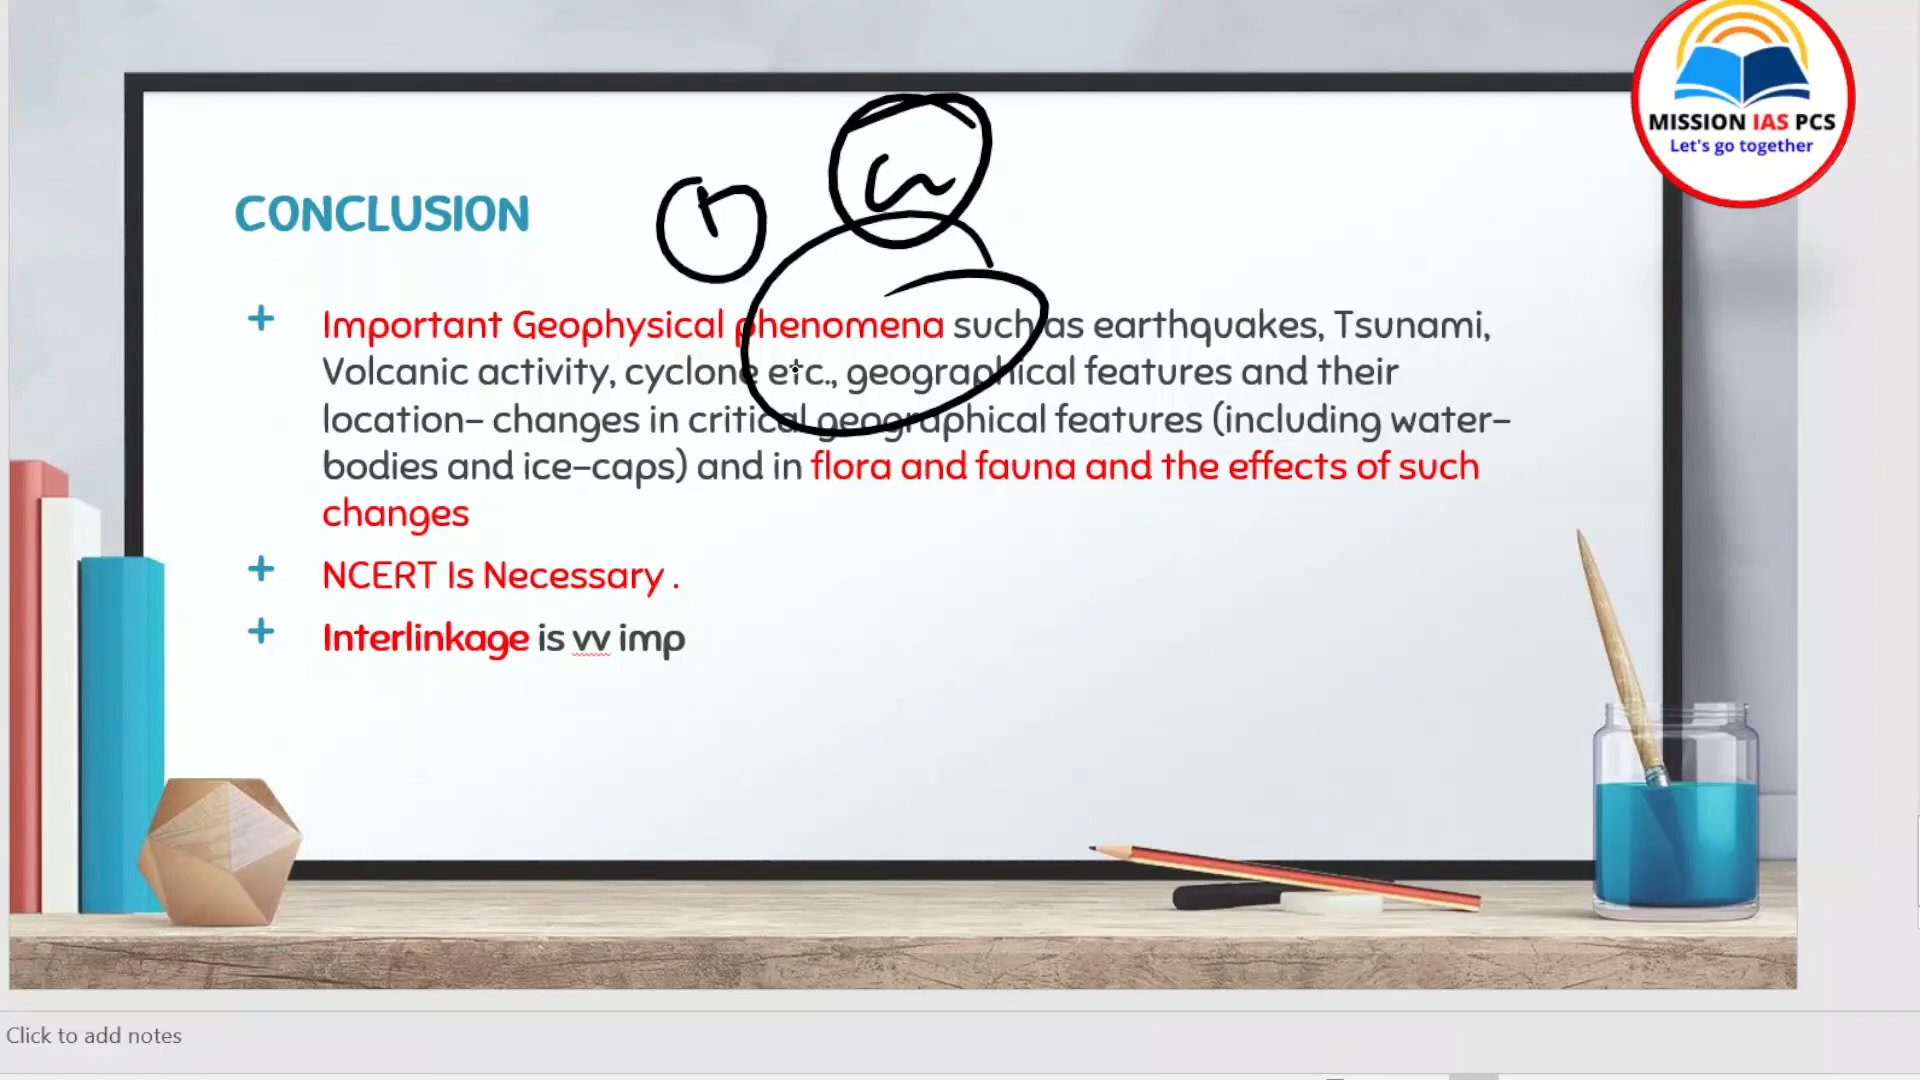 MISSION IAS PCS
Let's go together
CONCLUSION
+ Important Geophysical phenomena such as earthquakes, Tsunami,
Volcanic activity, cyclone etc., geographical features and their
location– changes in critical geographical features (including water–
bodies and ice–caps) and in flora and fauna and the effects of such
changes
+ NCERT Is Necessary .
+ Interlinkage is vv imp
Click to add notes